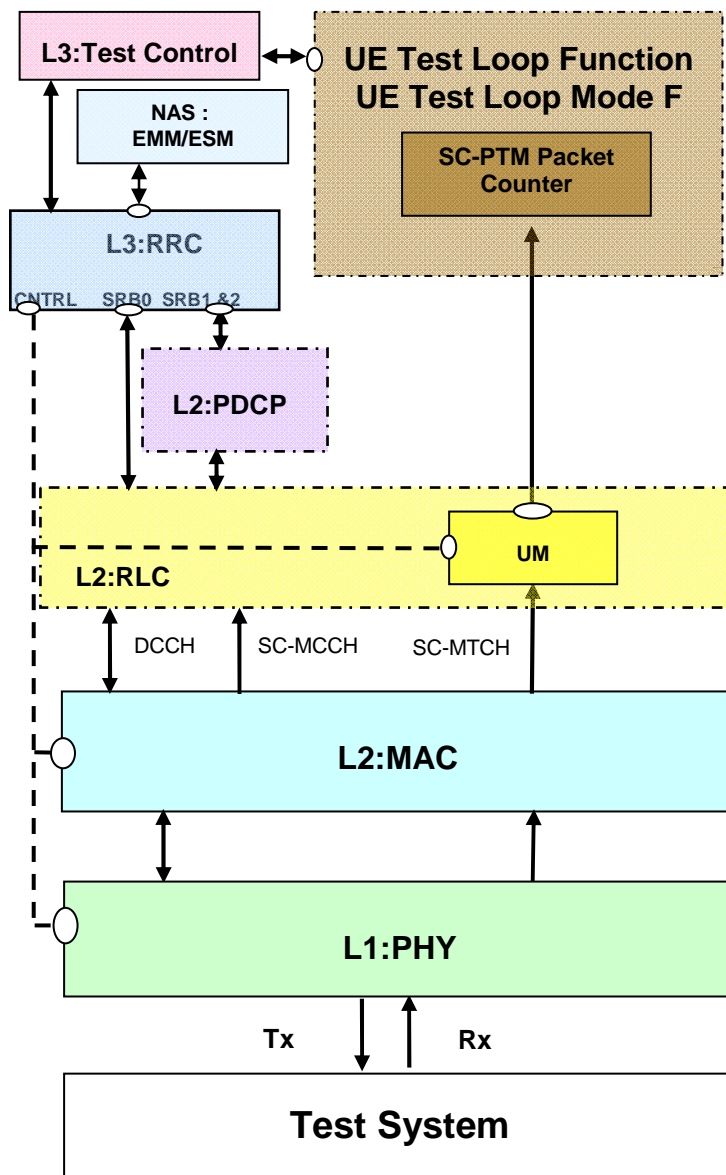 L3:Test Control
UE Test Loop Function
UE Test Loop Mode F
NAS :
EMM/ESM
SC-PTM Packet
Counter
L3:RRC
CNTRL SRB0 SRB1 &2
L2:PDCP
UM
L2:RLC
DCCH SC-MCCH SC-MTCH
L2:MAC
L1:PHY
Tx Rx
Test System